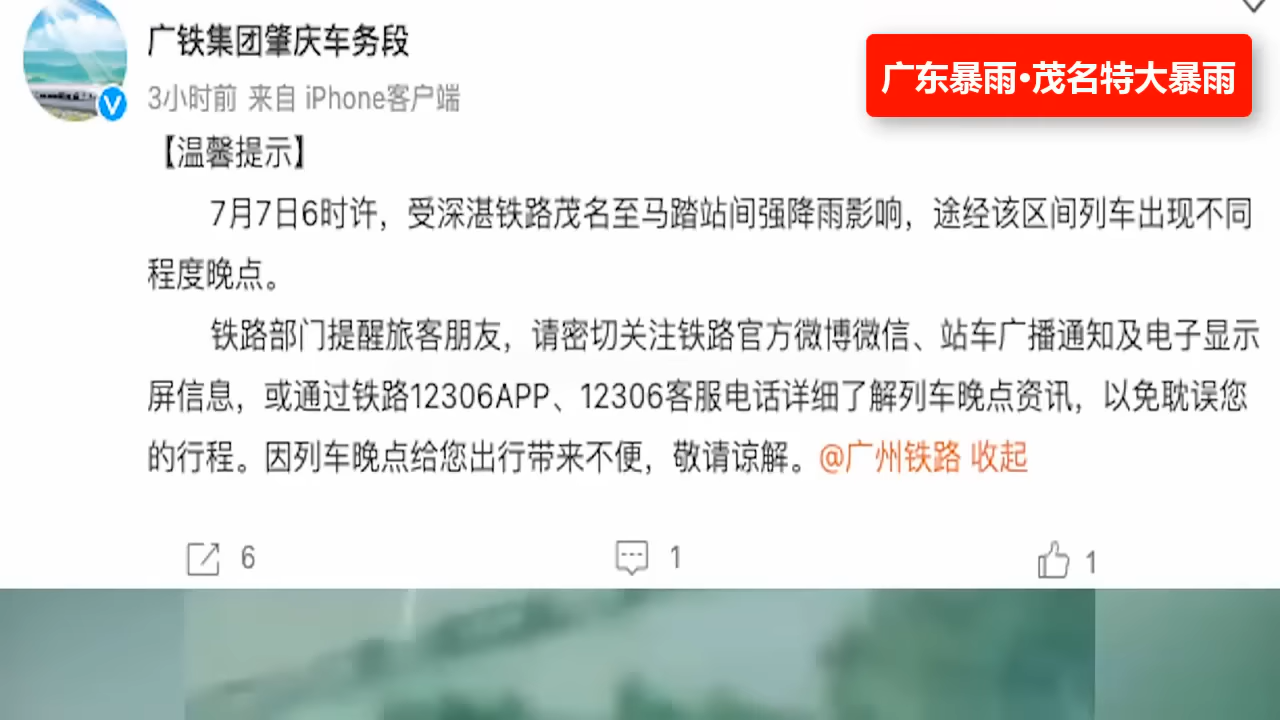 广铁集团肇庆车务段
3小时前 来自 iPhone客户端
广东暴雨•茂名特大暴雨
【温馨提示】
7月7日6时许，受深湛铁路茂名至马踏站间强降雨影响，途经该区间列车出现不同
程度晚点。
铁路部门提醒旅客朋友，请密切关注铁路官方微博微信、站车广播通知及电子显示
屏信息，或通过铁路12306APP、12306客服电话详细了解列车晚点资讯，以免耽误您
的行程。因列车晚点给您出行带来不便，敬请谅解。@广州铁路 收起
6
1
1